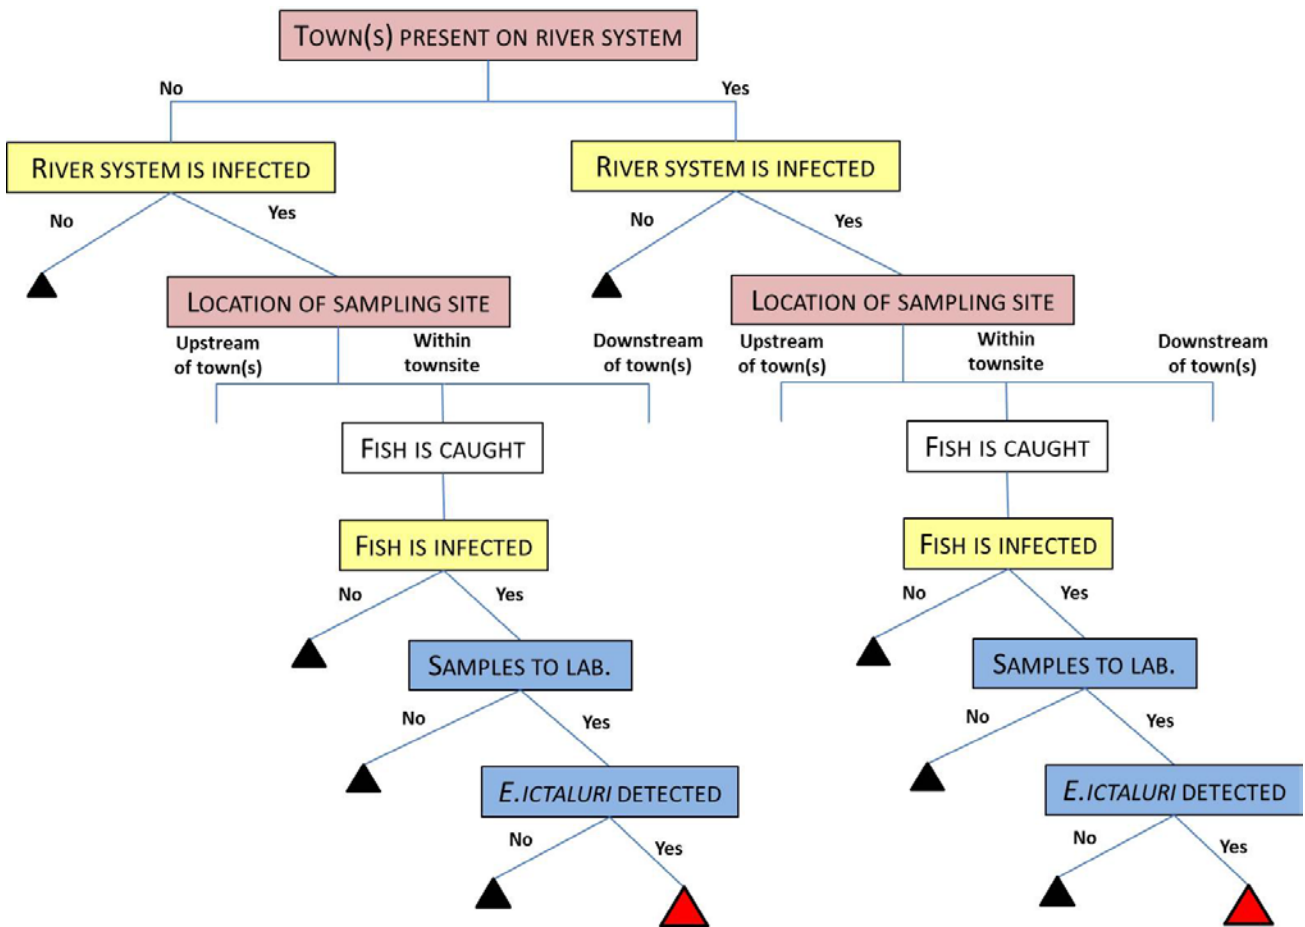 TOWN(S) PRESENT ON RIVER SYSTEM
No
Yes
RIVER SYSTEM IS INFECTED
RIVER SYSTEM IS INFECTED
No
Yes
No
Yes
LOCATION OF SAMPLING SITE
LOCATION OF SAMPLING SITE
Upstream
of town(s)
Within
townsite
Downstream
of town(s)
Upstream
of town(s)
Within
townsite
Downstream
of town(s)
FISH IS CAUGHT
FISH IS CAUGHT
FISH IS INFECTED
FISH IS INFECTED
No
Yes
No
Yes
SAMPLES TO LAB.
SAMPLES TO LAB.
No
Yes
No
Yes
E.ICTALURI DETECTED
E.ICTALURI DETECTED
No
Yes
No
Yes